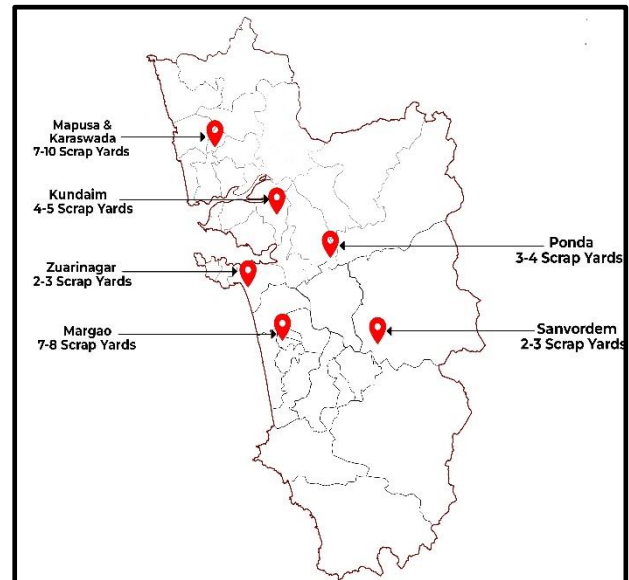 Mapusa &
Karaswada
7-10 Scrap Yards
Kundaim
4-5 Scrap Yards
Ponda
3-4 Scrap Yards
Zuarinagar
2-3 Scrap Yards
Margao
7-8 Scrap Yards
Sanvordem
2-3 Scrap Yards